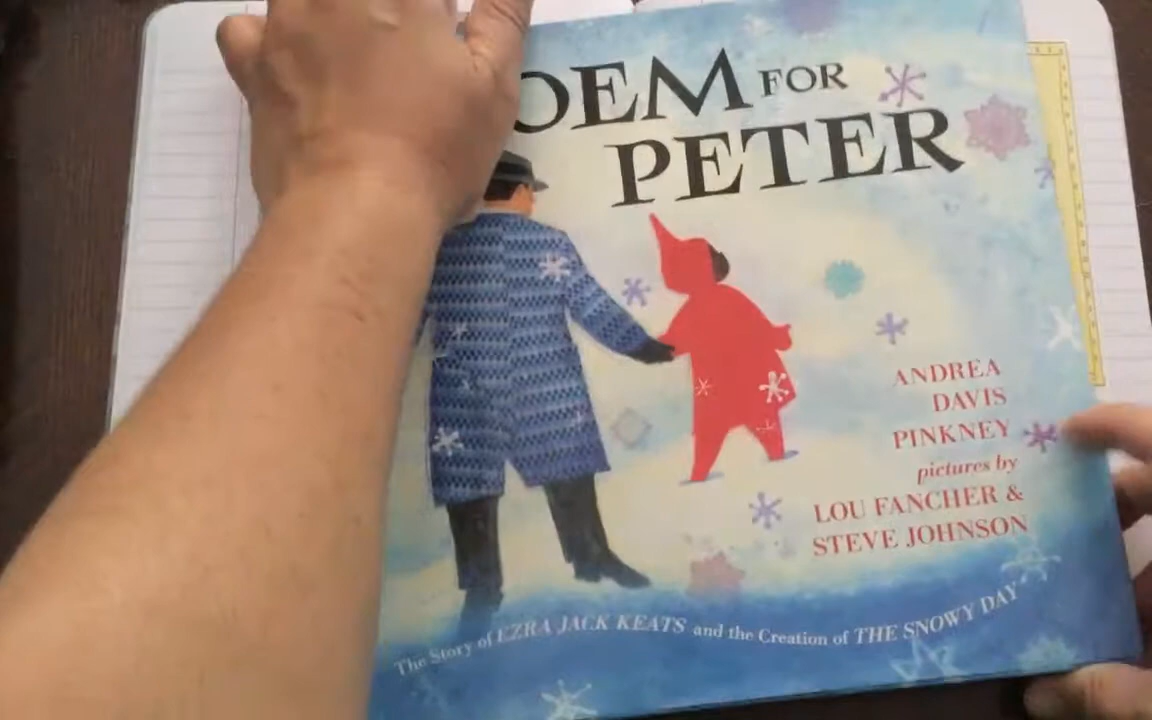 OEM FOR
PETER
ANDREA
DAVIS
PINKNEY
pictures by
LOU FANCHER &
STEVE JOHNSON
The Story of EZRA JACK KEATS and the Creation of THE SNOWY DAY